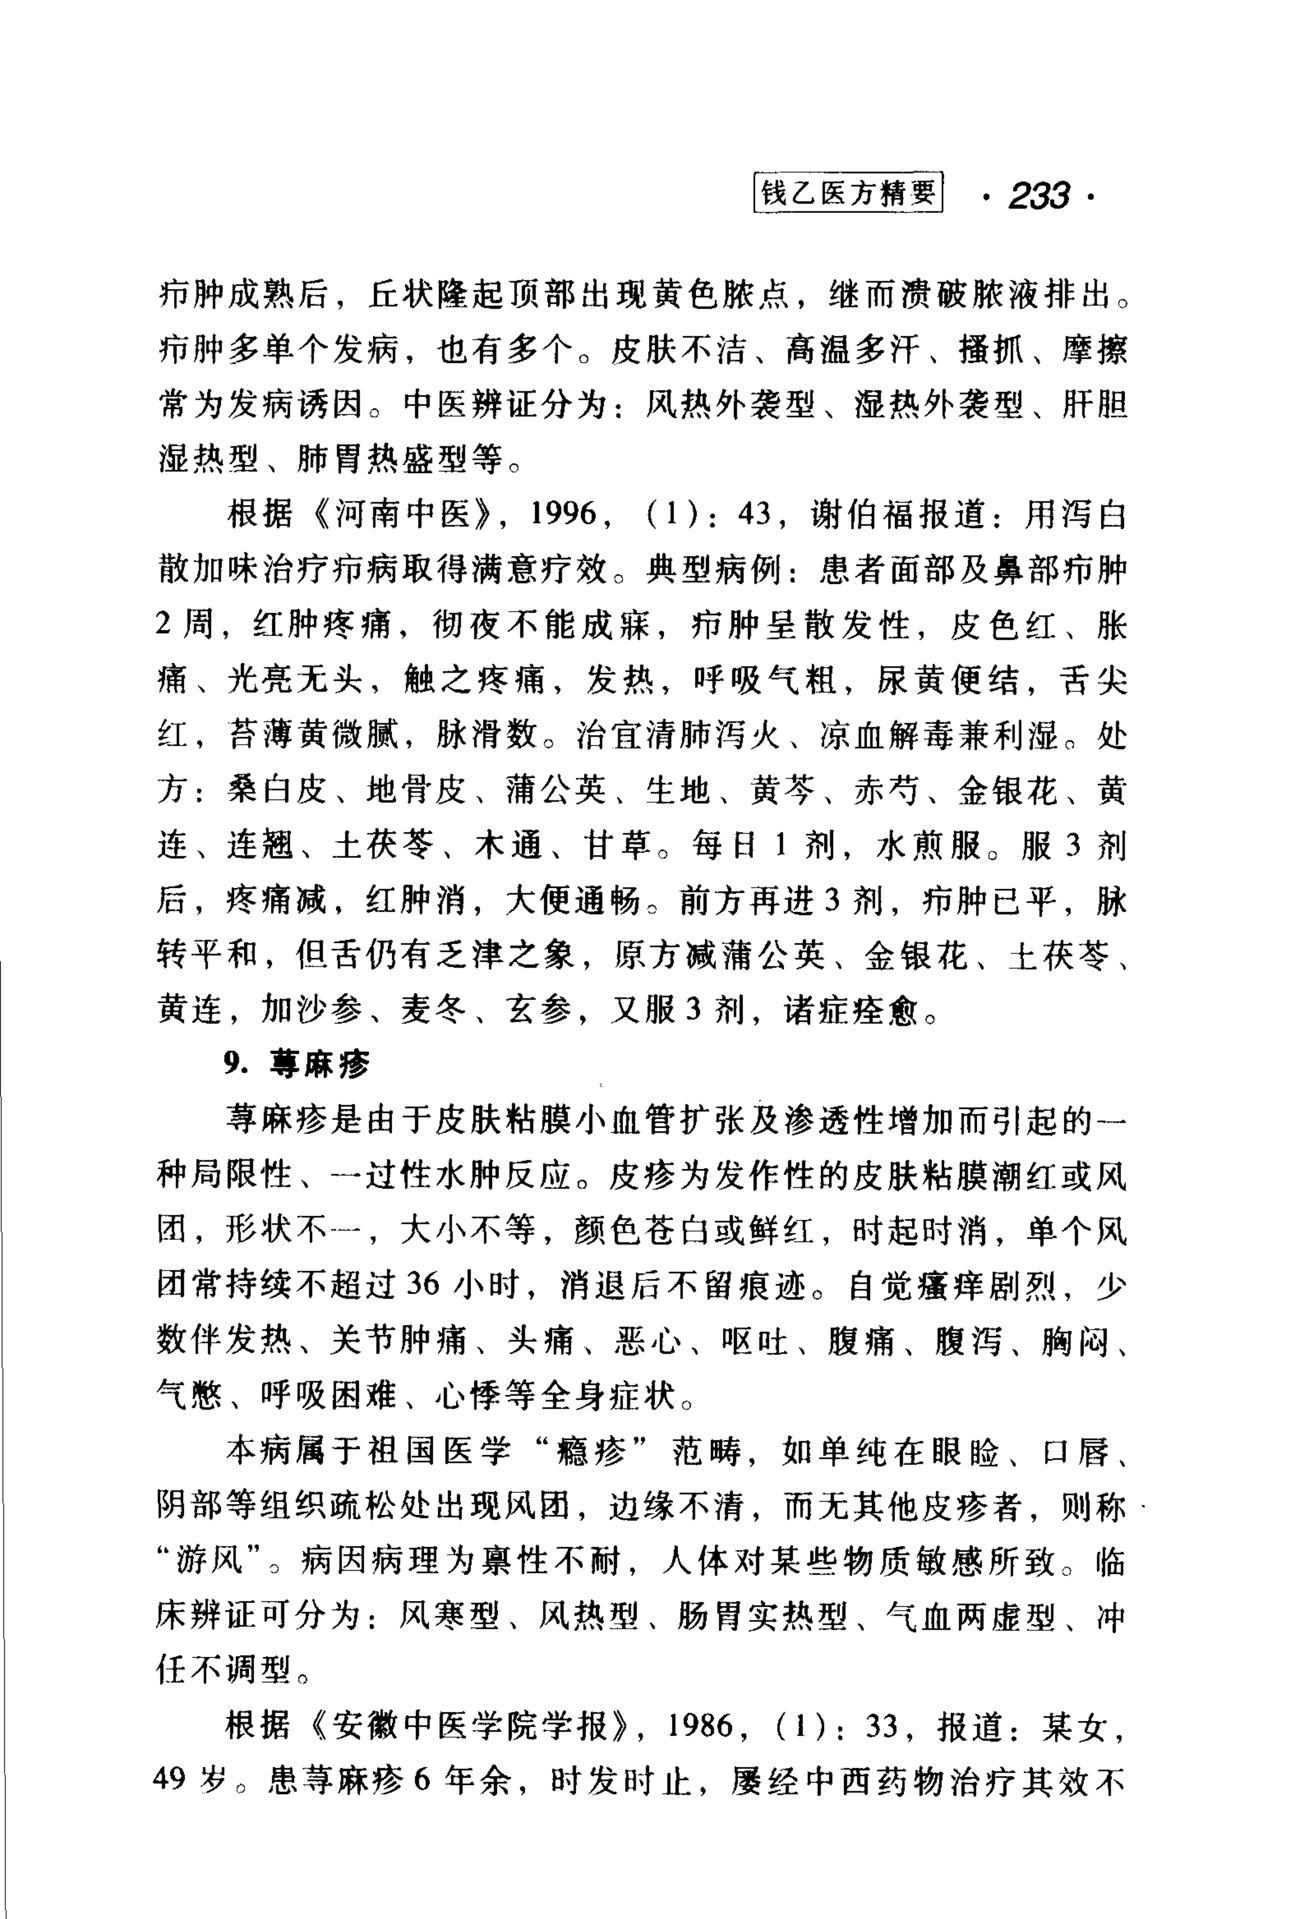 钱乙医方精要 · 233 ·
疖肿成熟后，丘状隆起顶部出现黄色脓点，继而溃破脓液排出。
疖肿多单个发病，也有多个。皮肤不洁、高温多汗、搔抓、摩擦
常为发病诱因。中医辨证分为：风热外袭型、湿热外袭型、肝胆
湿热型、肺胃热盛型等。
根据《河南中医》，1996，（1）：43，谢伯福报道：用泻白
散加味治疗疖病取得满意疗效。典型病例：患者面部及鼻部疖肿
2周，红肿疼痛，彻夜不能成寐，疖肿呈散发性，皮色红、胀
痛、光亮无头，触之疼痛，发热，呼吸气粗，尿黄便结，舌尖
红，苔薄黄微腻，脉滑数。治宜清肺泻火、凉血解毒兼利湿。处
方：桑白皮、地骨皮、蒲公英、生地、黄芩、赤芍、金银花、黄
连、连翘、土茯苓、木通、甘草。每日1剂，水煎服。服3剂
后，疼痛减，红肿消，大便通畅。前方再进3剂，疖肿已平，脉
转平和，但舌仍有乏津之象，原方减蒲公英、金银花、土茯苓、
黄连，加沙参、麦冬、玄参，又服3剂，诸症痊愈。
9. 荨麻疹
荨麻疹是由于皮肤粘膜小血管扩张及渗透性增加而引起的一
种局限性、一过性水肿反应。皮疹为发作性的皮肤粘膜潮红或风
团，形状不一，大小不等，颜色苍白或鲜红，时起时消，单个风
团常持续不超过36小时，消退后不留痕迹。自觉瘙痒剧烈，少
数伴发热、关节肿痛、头痛、恶心、呕吐、腹痛、腹泻、胸闷、
气憋、呼吸困难、心悸等全身症状。
本病属于祖国医学“瘾疹”范畴，如单纯在眼睑、口唇、
阴部等组织疏松处出现风团，边缘不清，而无其他皮疹者，则称
“游风”。病因病理为禀性不耐，人体对某些物质敏感所致。临
床辨证可分为：风寒型、风热型、肠胃实热型、气血两虚型、冲
任不调型。
根据《安徽中医学院学报》，1986，（1）：33，报道：某女，
49岁。患荨麻疹6年余，时发时止，屡经中西药物治疗其效不